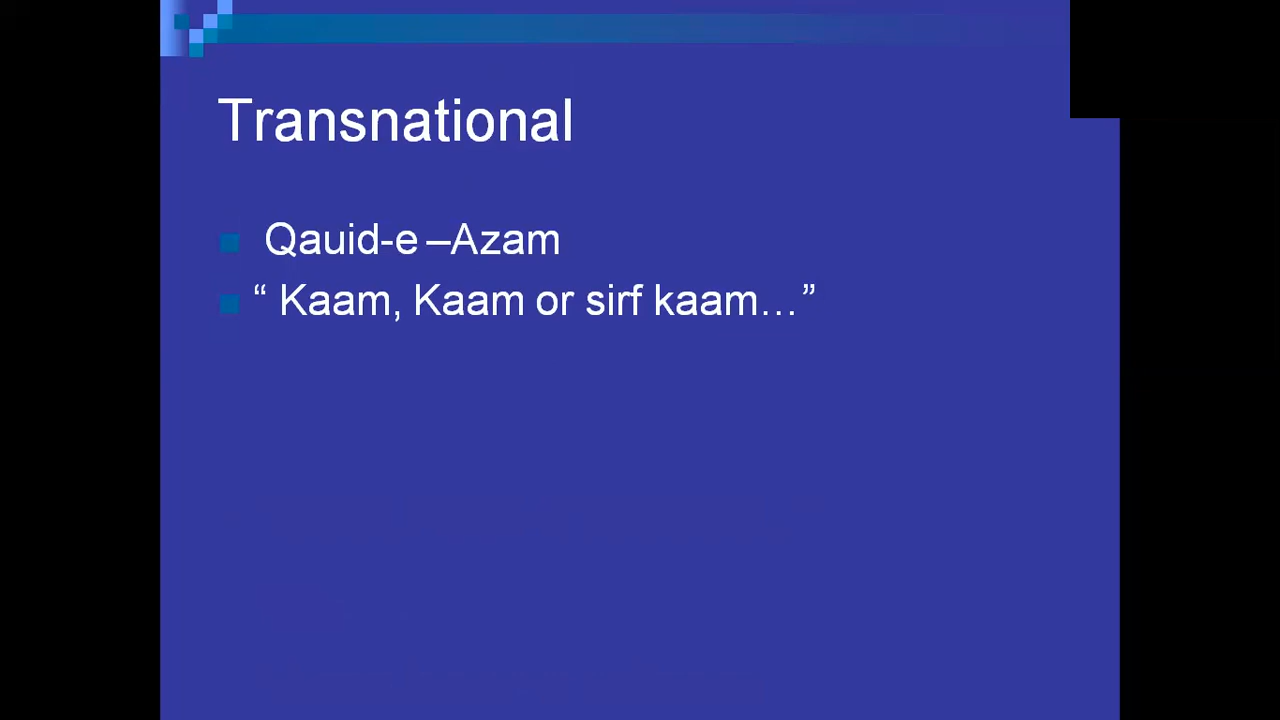 Transnational
Qauid-e –Azam
“ Kaam, Kaam or sirf kaam…”